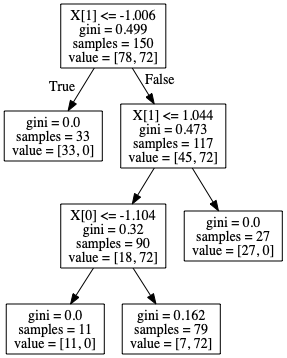 X[1] <= -1.006
gini = 0.499
samples = 150
value = [78, 72]
True
False
gini = 0.0
samples = 33
value = [33, 0]
X[1] <= 1.044
gini = 0.473
samples = 117
value = [45, 72]
X[0] <= -1.104
gini = 0.32
samples = 90
value = [18, 72]
gini = 0.0
samples = 27
value = [27, 0]
gini = 0.0
samples = 11
value = [11, 0]
gini = 0.162
samples = 79
value = [7, 72]